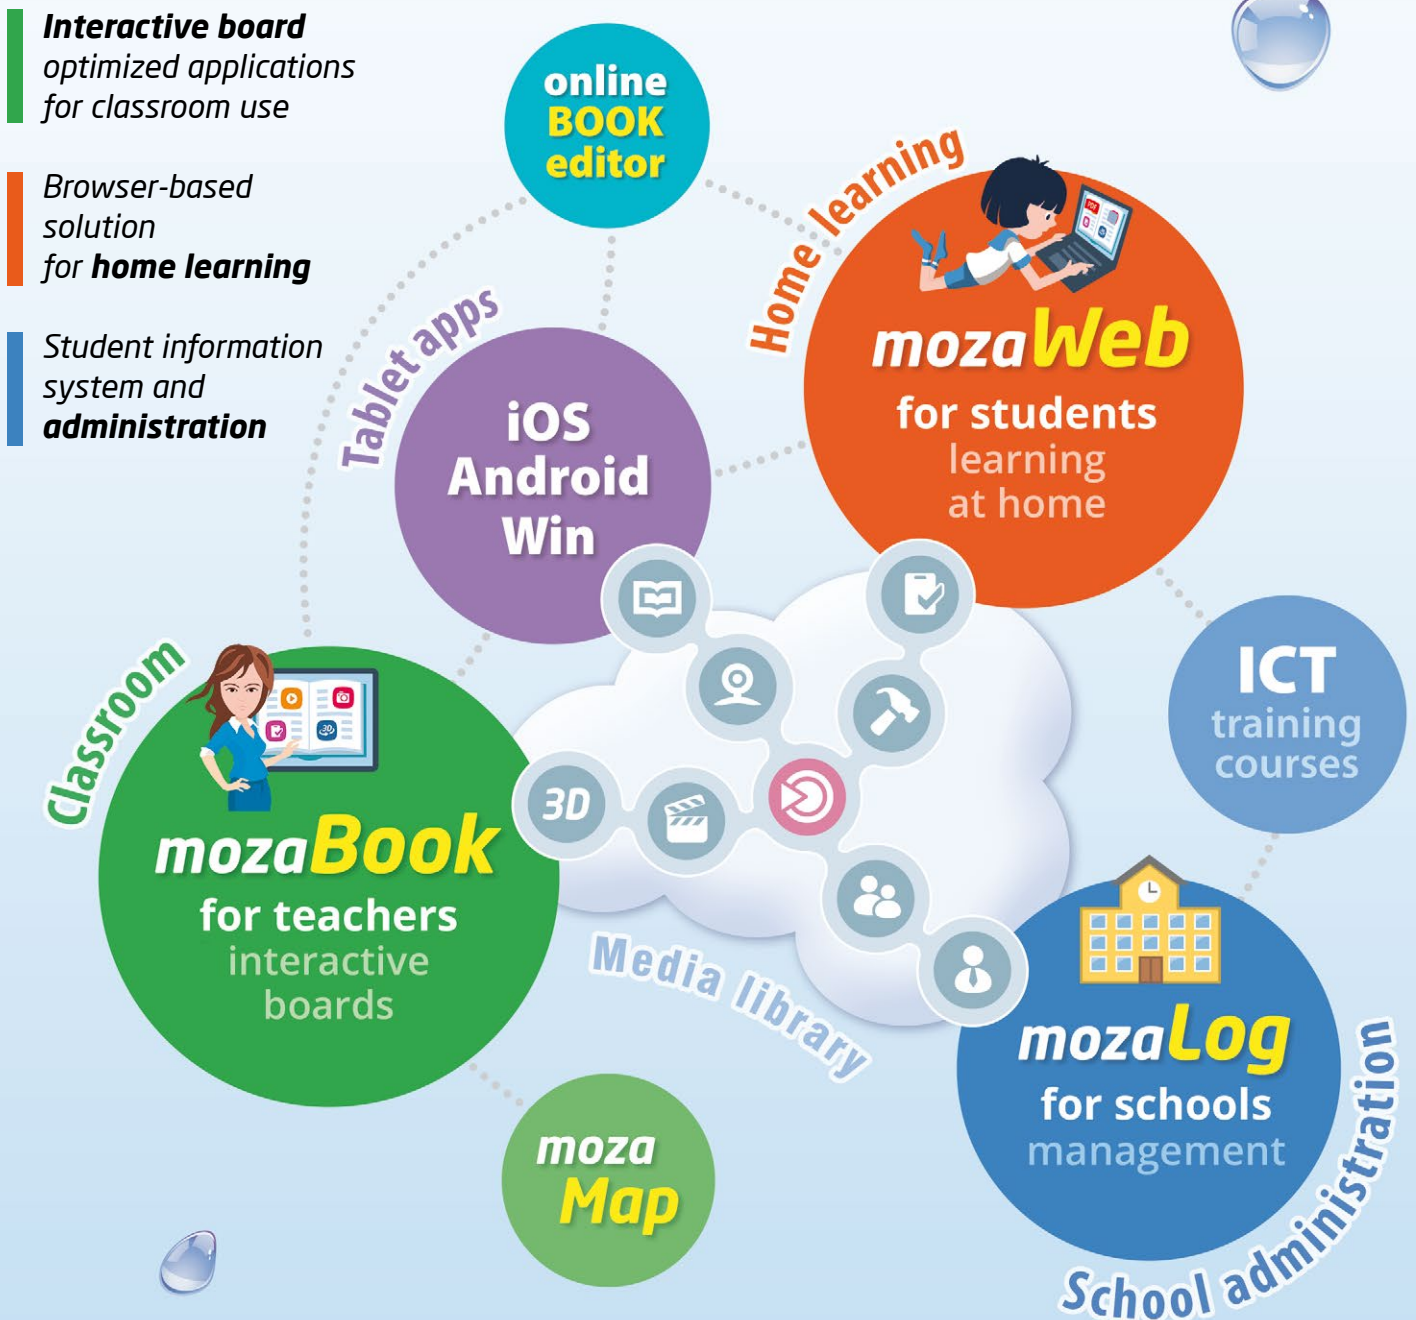 Interactive board
optimized applications
for classroom use
Browser-based
solution
for home learning
Student information
system and
administration
online
BOOK
editor
Home learning
mozaWeb
for students
learning
at home
Tablet apps
iOS
Android
Win
Classroom
mozaBook
for teachers
interactive
boards
3D
3D
Media library
ICT
training
courses
mozaLog
for schools
management
School administration
moza
Map
PDF